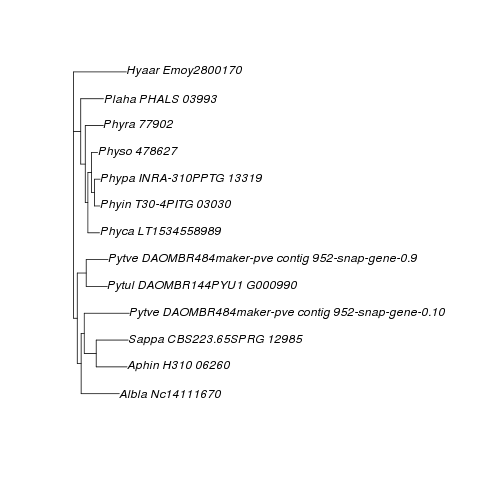 Hyaar Emoy2800170
Plaha PHALS 03993
Phyra 77902
Physo 478627
Phypa INRA-310PPTG 13319
Phyin T30-4PITG 03030
Phyca LT1534558989
Pytve DAOMBR484maker-pve contig 952-snap-gene-0.9
Pytul DAOMBR144PYU1 G000990
Pytve DAOMBR484maker-pve contig 952-snap-gene-0.10
Sappa CBS223.65SPRG 12985
Aphin H310 06260
Albla Nc14111670